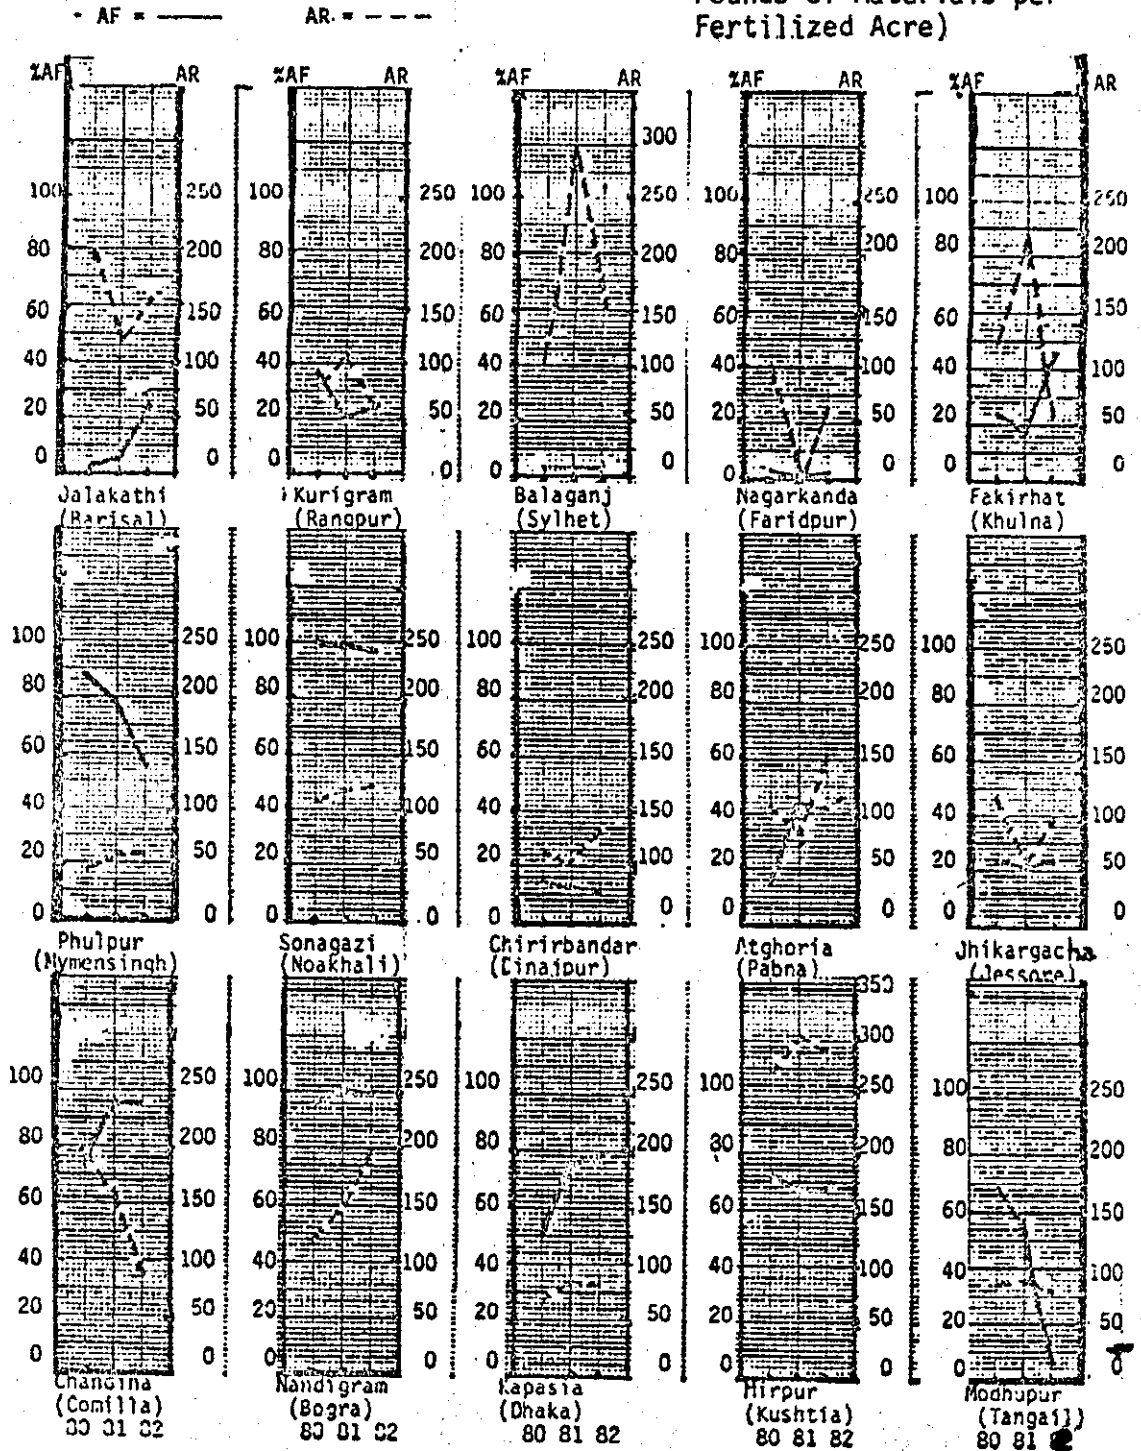 • AF = ——— AR = – – – –
Pounds of Materials per
Fertilized Acre)
%AF AR %AF AR %AF AR %AF AR
300
100 250 100 250 100 250 100 250 100 250
80 200 80 200 80 200 80 200 80 200
60 150 60 150 60 150 60 150 60 150
40 100 40 100 40 100 40 100 40 100
20 50 20 50 20 50 20 50 20 50
0 0 0 0 0 0 0 0 0 0
Jalakathi Kurigram Balaganj Nagarkanda Fakirhat
(Barisal) (Rangpur) (Sylhet) (Faridpur) (Khulna)
100 250 100 250 100 250 100 250 100 250
80 200 80 200 80 200 80 200 80 200
60 150 60 150 60 150 60 150 60 150
40 100 40 100 40 150 40 100 40 100
20 50 20 50 20 100 20 50 20 50
0 0 0 0 0 0 0 0 0 0
Phulpur Sonagazi Chirirbandar Atghoria Jhikargacha
(Mymensingh) (Noakhali) (Dinajpur) (Pabna) (Jessore)
350
300
100 250 100 250 100 250 100 250 100 250
80 200 80 200 80 200 80 200 80 200
60 150 60 150 60 150 60 150 60 150
40 100 40 100 40 100 40 100 40 100
20 50 20 50 20 50 20 50 20 50
0 0 0 0 0 0 0 0 0 0
Chandina Nandigram Kapasia Mirpur Modhupur
(Comilla) (Bogra) (Dhaka) (Kushtia) (Tangail)
80 81 82 80 81 82 80 81 82 80 81 82 80 81